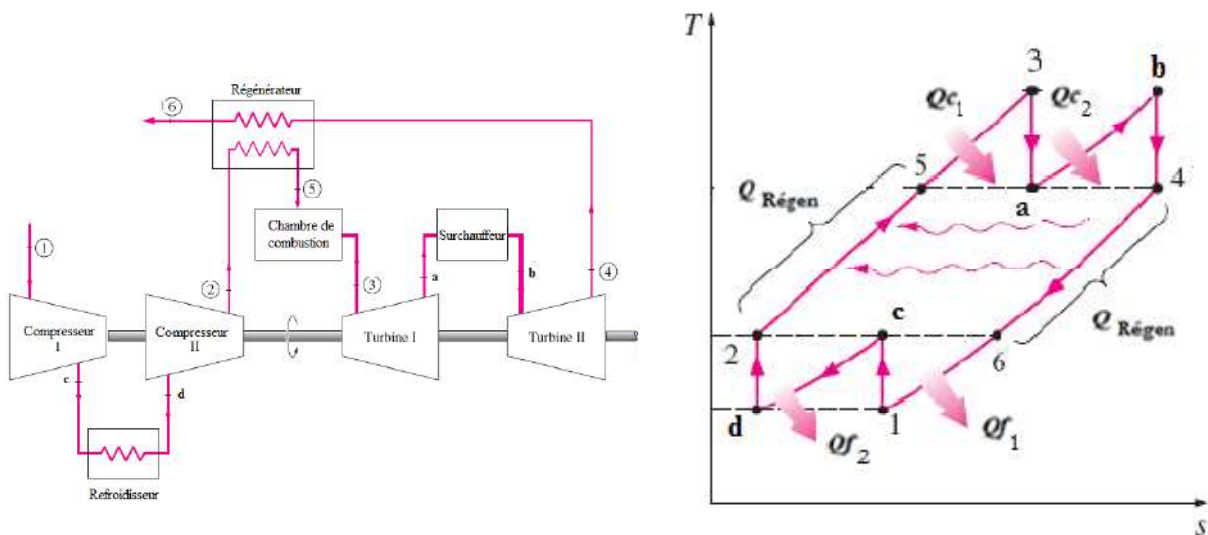 Régénérateur
6
5
Chambre de
combustion
Surchauffeur
1
2
3
a
b
4
Compresseur
I
Compresseur
II
Turbine I
Turbine II
c
d
Refroidisseur
T
3
b
Qc1
Qc2
5
4
a
Q Régen
c
Q Régen
2
6
d
1
Qf1
Qf2
s